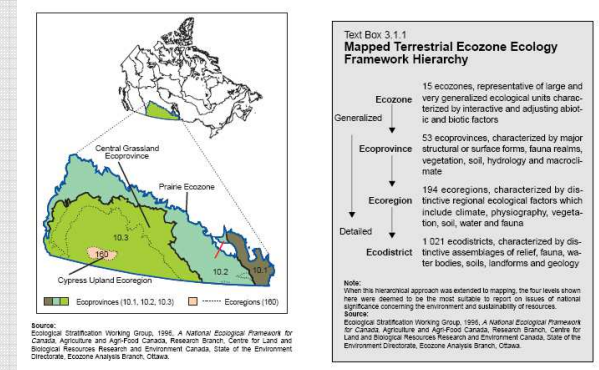 Central Grassland
Ecoprovince
Prairie Ecozone
10.3
160
10.2
10.1
Cypress Upland Ecoregion
Ecoprovinces (10.1, 10.2, 10.3)
Ecoregions (160)
Source:
Ecological Stratification Working Group, 1996, A National Ecological Framework for
Canada, Agriculture and Agri-Food Canada, Research Branch, Centre for Land and
Biological Resources Research and Environment Canada, State of the Environment
Directorate, Ecozone Analysis Branch, Ottawa.
Text Box 3.1.1
Mapped Terrestrial Ecozone Ecology
Framework Hierarchy
Ecozone
15 ecozones, representative of large and
very generalized ecological units charac-
terized by interactive and adjusting abiot-
ic and biotic factors
Generalized
Ecoprovince
53 ecoprovinces, characterized by major
structural or surface forms, fauna realms,
vegetation, soil, hydrology and macrocli-
mate
Ecoregion
194 ecoregions, characterized by dis-
tinctive regional ecological factors which
include climate, physiography, vegeta-
tion, soil, water and fauna
Detailed
Ecodistrict
1 021 ecodistricts, characterized by dis-
tinctive assemblages of relief, fauna, wa-
ter bodies, soils, landforms and geology
Note:
When this hierarchical approach was extended to mapping, the four levels shown
here were deemed to be the most suitable to report on issues of national
significance concerning the environment and sustainability of resources.
Source:
Ecological Stratification Working Group, 1996, A National Ecological Framework
for Canada, Agriculture and Agri-Food Canada, Research Branch, Centre for
Land and Biological Resources Research and Environment Canada, State of the
Environment Directorate, Ecozone Analysis Branch, Ottawa.